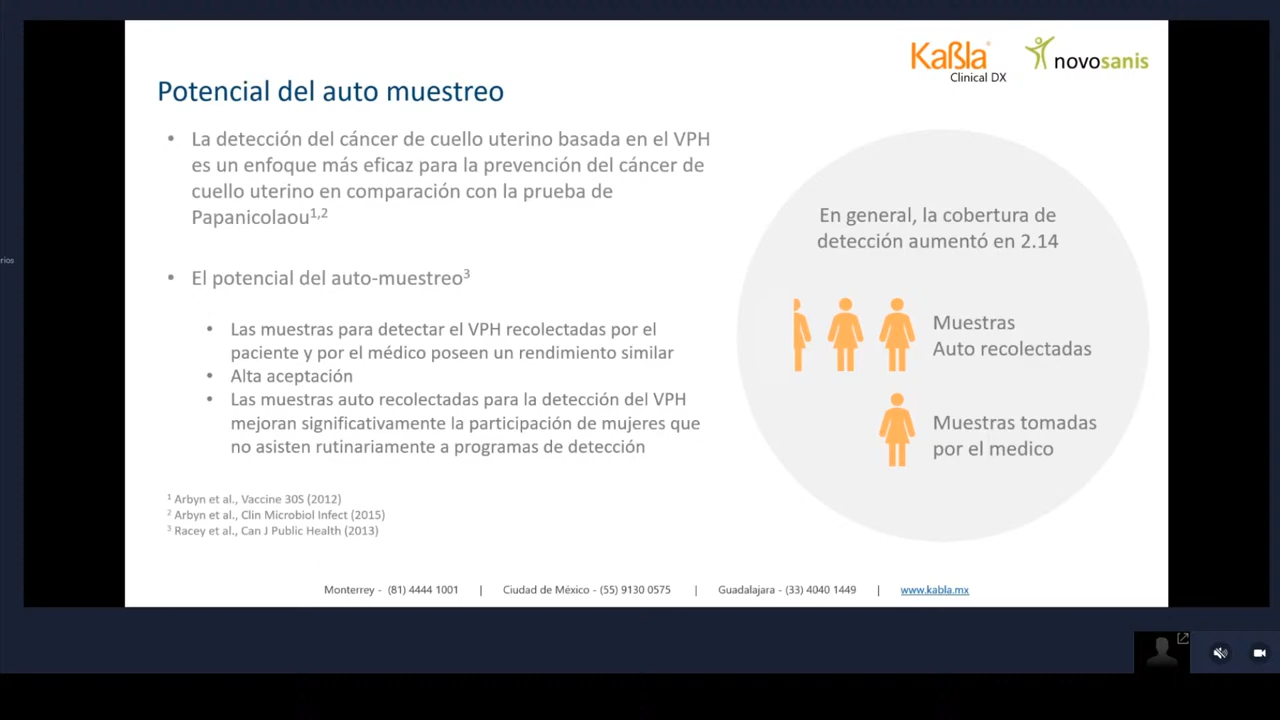 Kaßla
Clinical DX
novosanis
Potencial del auto muestreo
• La detección del cáncer de cuello uterino basada en el VPH
es un enfoque más eficaz para la prevención del cáncer de
cuello uterino en comparación con la prueba de
Papanicolaou1,2
• El potencial del auto-muestreo3
• Las muestras para detectar el VPH recolectadas por el
paciente y por el médico poseen un rendimiento similar
• Alta aceptación
• Las muestras auto recolectadas para la detección del VPH
mejoran significativamente la participación de mujeres que
no asisten rutinariamente a programas de detección
En general, la cobertura de
detección aumentó en 2.14
Muestras
Auto recolectadas
Muestras tomadas
por el medico
1 Arbyn et al., Vaccine 30S (2012)
2 Arbyn et al., Clin Microbiol Infect (2015)
3 Racey et al., Can J Public Health (2013)
Monterrey - (81) 4444 1001 | Ciudad de México - (55) 9130 0575 | Guadalajara - (33) 4040 1449 | www.kabla.mx
rios